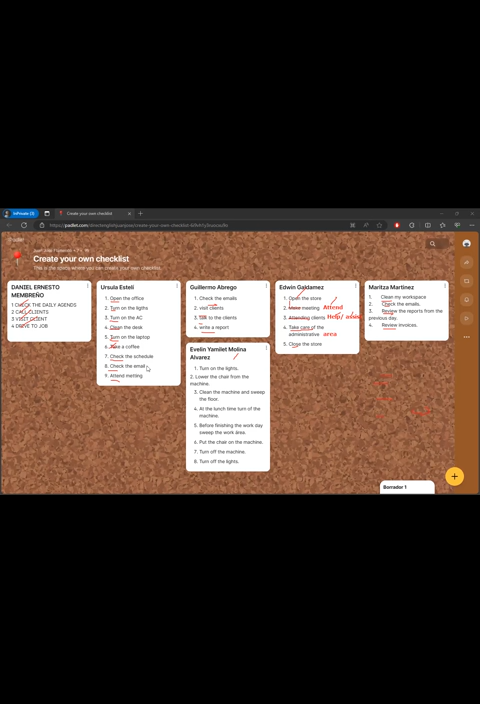 InPrivate (3)
Create your own checklist
Create your own checklist
This is the space where you can create your own checklist
DANIEL ERNESTO
MEMBREÑO
1 CHECK THE DAILY AGENDS
2 CALL CLIENTS
3 VISIT CLIENT
4 DRIVE TO JOB
Ursula Esteli
1. Open the office
2. Turn on the ligths
3. Turn on the AC
4. Clean the desk
5. Turn on the laptop
6. Make a coffee
7. Check the schedule
8. Check the email
9. Attend metting
Guillermo Abrego
1. Check the emails
2. visit clients
3. talk to the clients
4. write a report
Evelin Yamilet Molina
Alvarez
1. Turn on the lights.
2. Lower the chair from the
machine.
3. Clean the machine and sweep
the floor.
4. At the lunch time turn of the
machine.
5. Before finishing the work day
sweep the work área.
6. Put the chair on the machine.
7. Turn off the machine.
8. Turn off the lights.
Edwin Galdamez
1. Open the store
2. Make meeting Attend
3. Attending clients Help/
4. Take care of the
administrative area
5. Close the store
Maritza Martinez
1. Clean my workspace
2. Check the emails.
3. Review the reports from the
previous day.
4. Review invoices.
Borrador 1